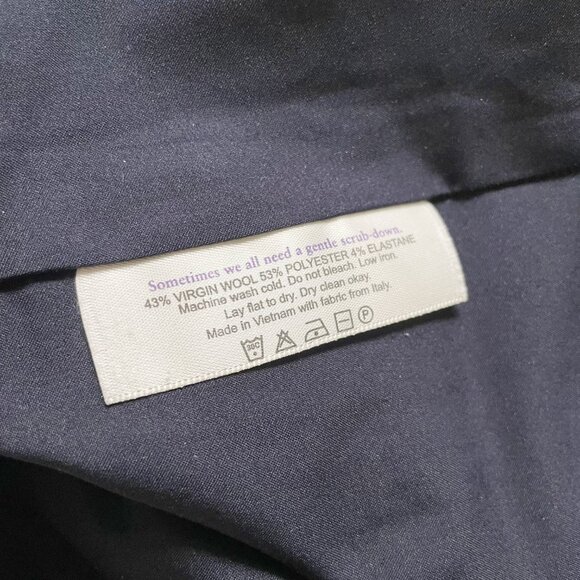 Sometimes we all need a gentle scrub-down.
43% VIRGIN WOOL 53% POLYESTER 4% ELASTANE
Machine wash cold. Do not bleach. Low iron.
Lay flat to dry. Dry clean okay.
Made in Vietnam with fabric from Italy.
30C P